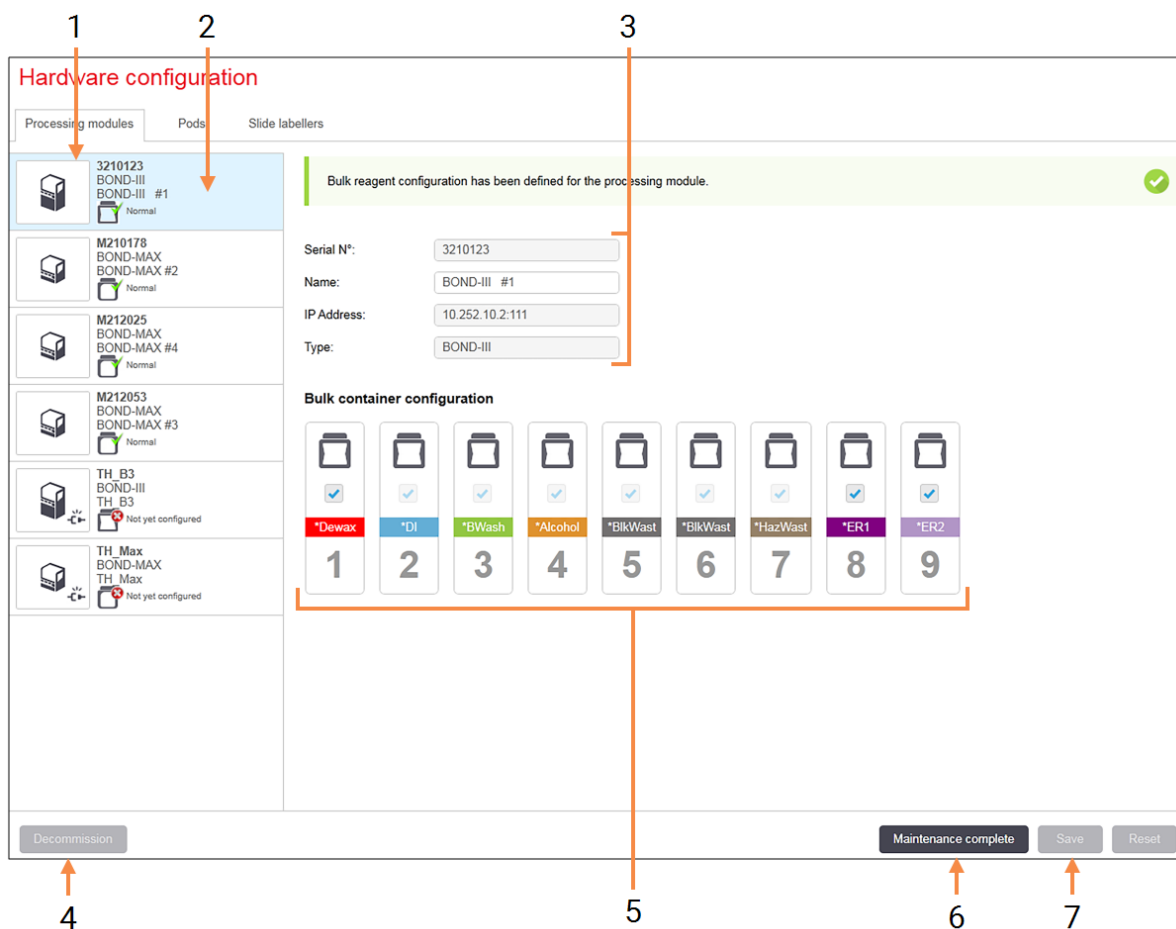 1 2 3
Hardware configuration
Processing modules Pods Slide labellers
3210123
BOND-III
BOND-III #1
Normal
M210178
BOND-MAX
BOND-MAX #2
Normal
M212025
BOND-MAX
BOND-MAX #4
Normal
M212053
BOND-MAX
BOND-MAX #3
Normal
TH_B3
BOND-III
TH_B3
Not yet configured
TH_Max
BOND-MAX
TH_Max
Not yet configured
Bulk reagent configuration has been defined for the processing module.
Serial N°: 3210123
Name: BOND-III #1
IP Address: 10.252.10.2:111
Type: BOND-III
Bulk container configuration
*Dewax *DI *BWash *Alcohol *BlkWast *BlkWast *HazWast *ER1 *ER2
1 2 3 4 5 6 7 8 9
Decommission Maintenance complete Save Reset
4 5 6 7